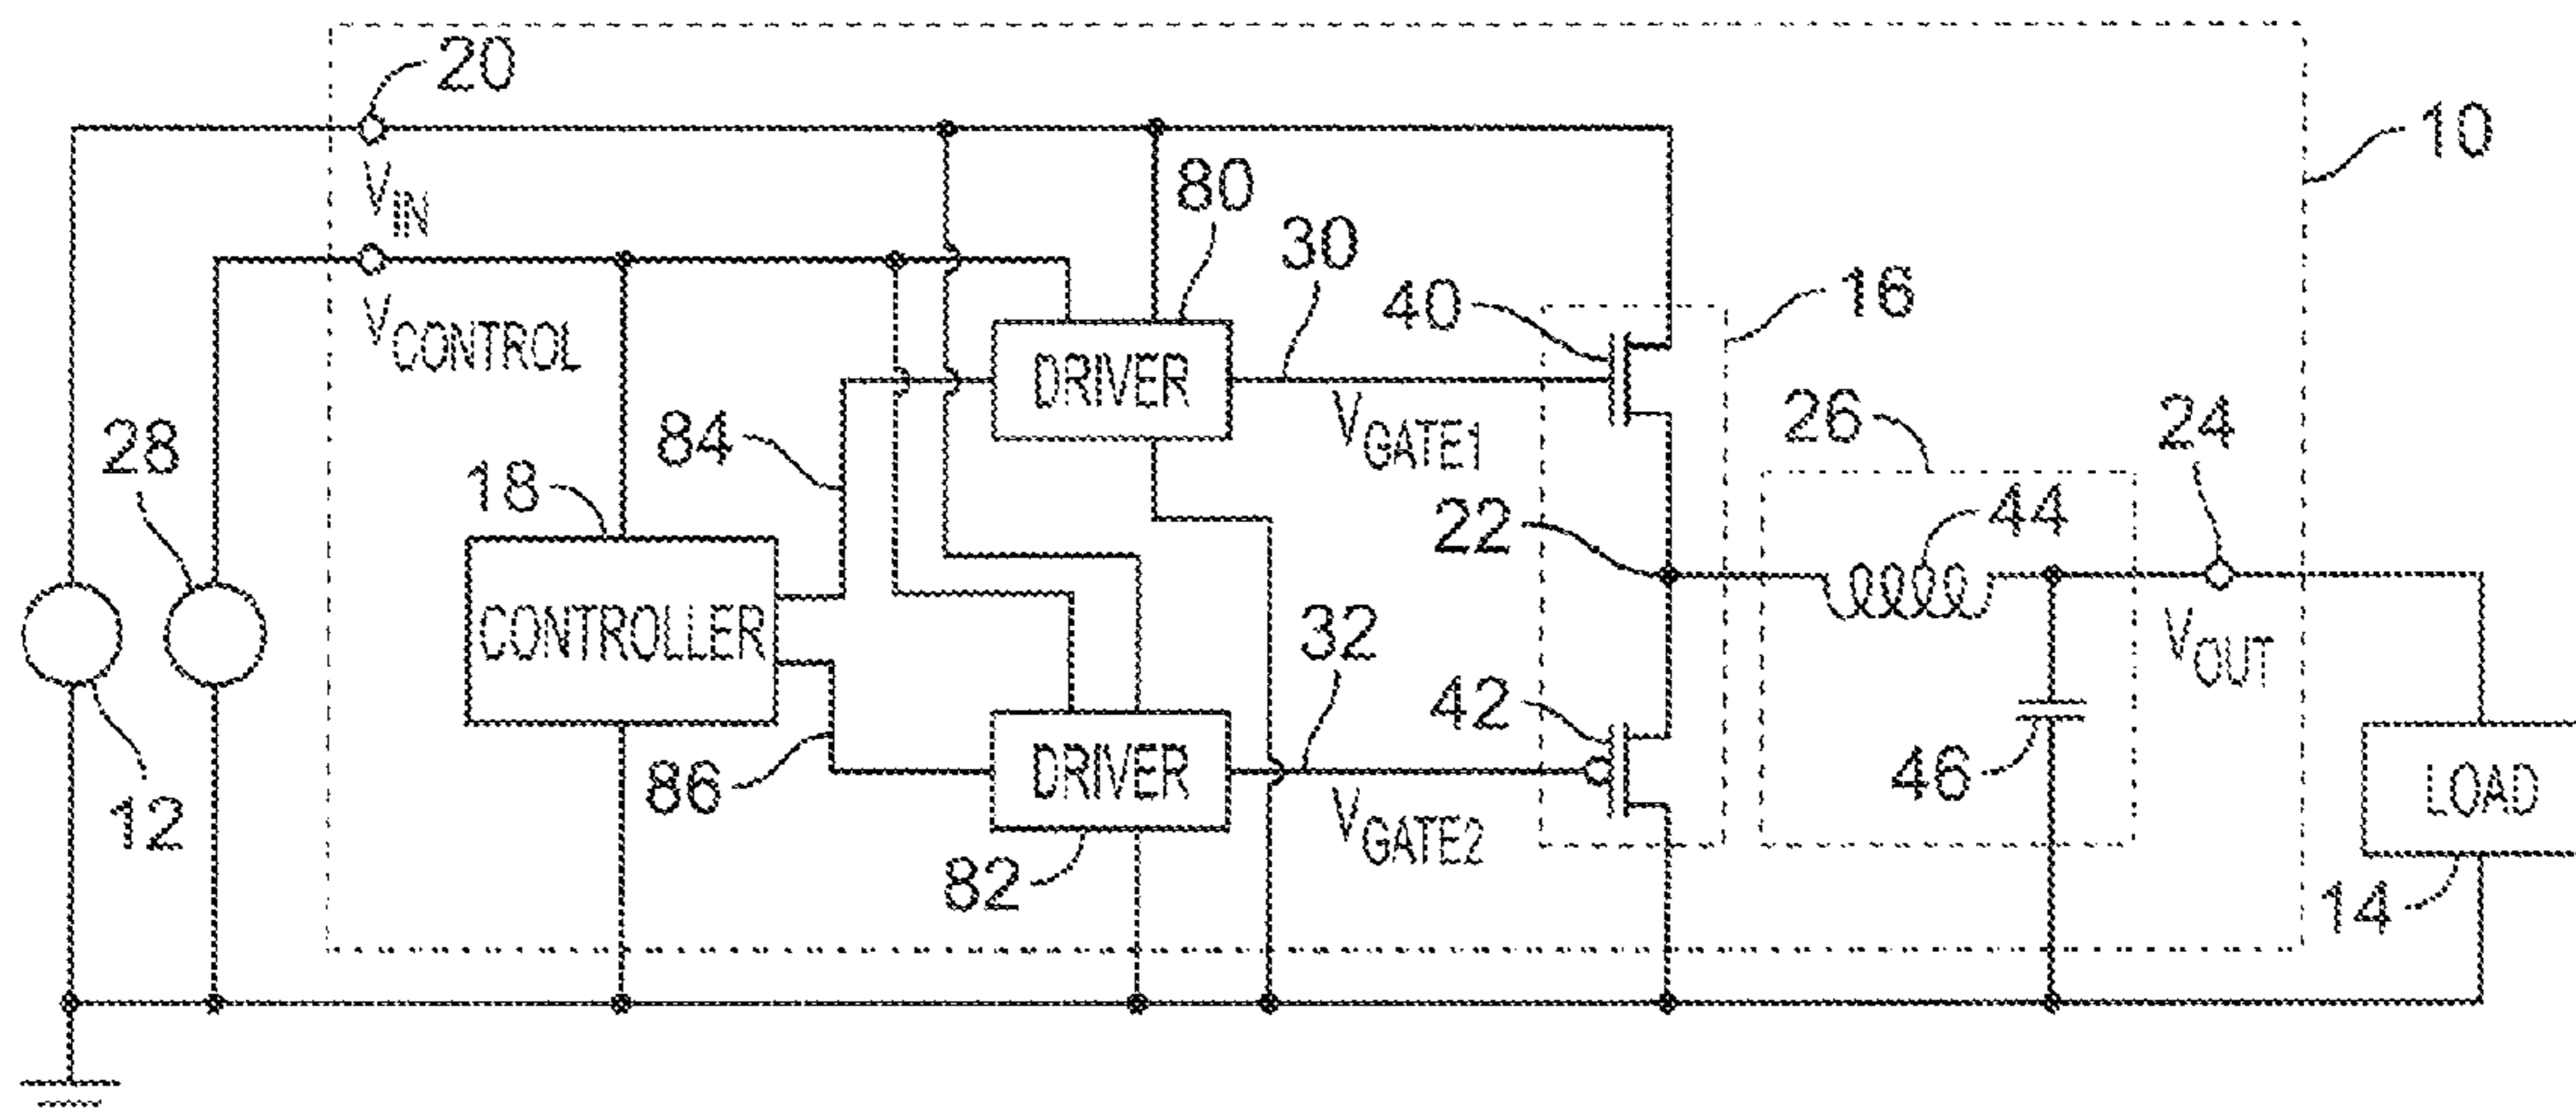 20
10
V_IN
80
30
V_CONTROL
40
16
DRIVER
V_GATE1
84
28
18
26
24
44
22
CONTROLLER
V_OUT
32
42
86
DRIVER
V_GATE2
46
12
82
LOAD
14